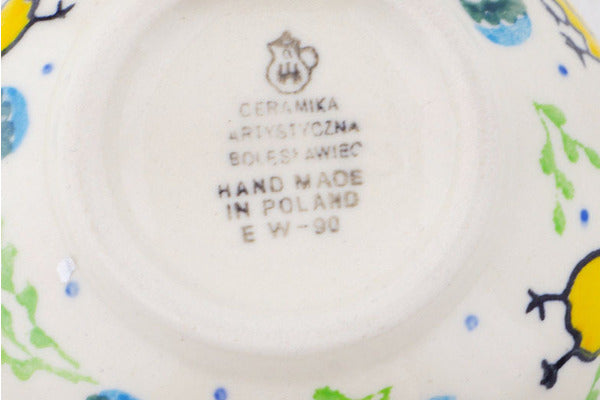 CERAMIKA
ARTYSTYCZNA
BOLESŁAWIEC
HAND MADE
IN POLAND
E W-90